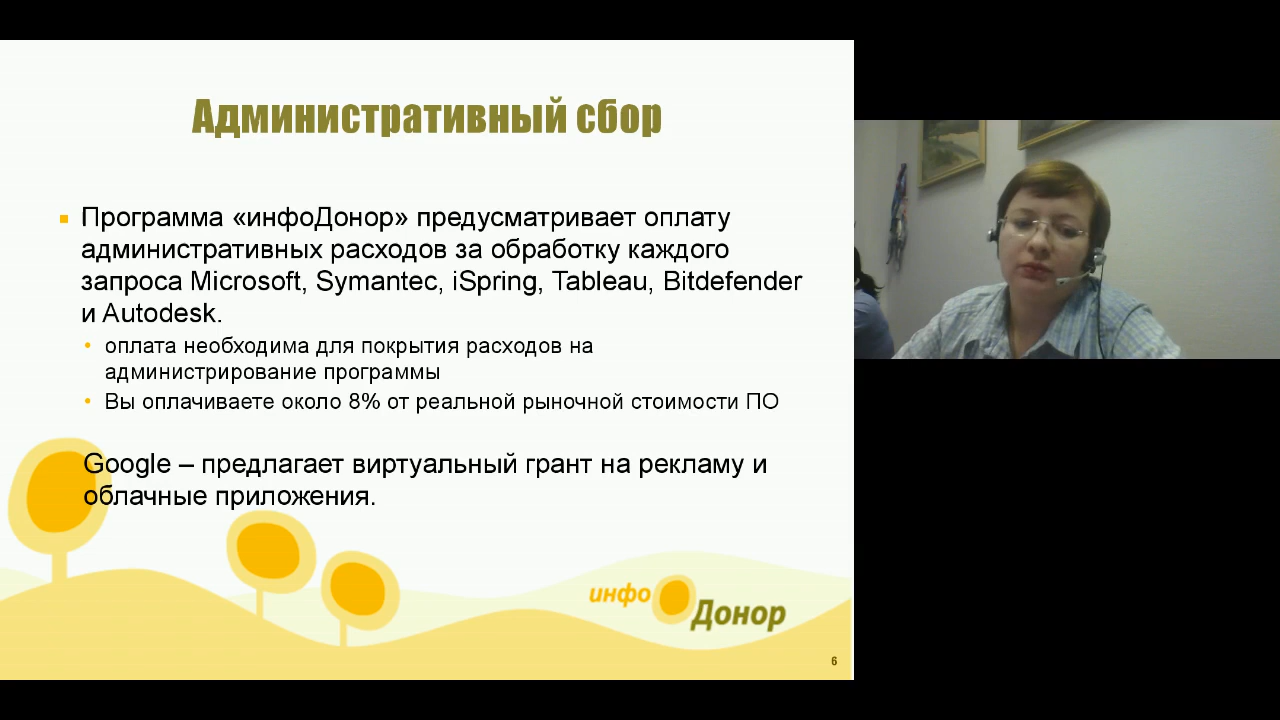 Административный сбор
Программа «инфоДонор» предусматривает оплату
административных расходов за обработку каждого
запроса Microsoft, Symantec, iSpring, Tableau, Bitdefender
и Autodesk.
оплата необходима для покрытия расходов на
администрирование программы
Вы оплачиваете около 8% от реальной рыночной стоимости ПО
Google – предлагает виртуальный грант на рекламу и
облачные приложения.
инфо
Донор
6